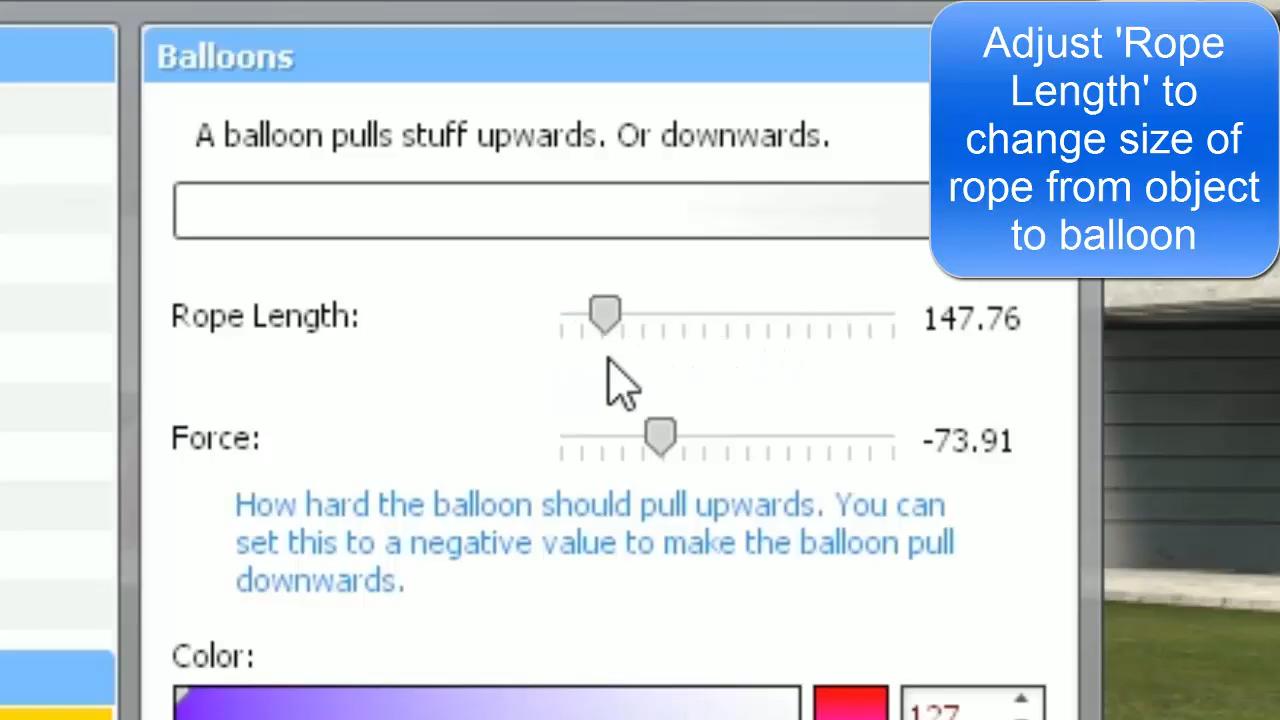 Balloons
Adjust 'Rope
Length' to
change size of
rope from object
to balloon
A balloon pulls stuff upwards. Or downwards.
Rope Length: 147.76
Force: -73.91
How hard the balloon should pull upwards. You can
set this to a negative value to make the balloon pull
downwards.
Color:
127